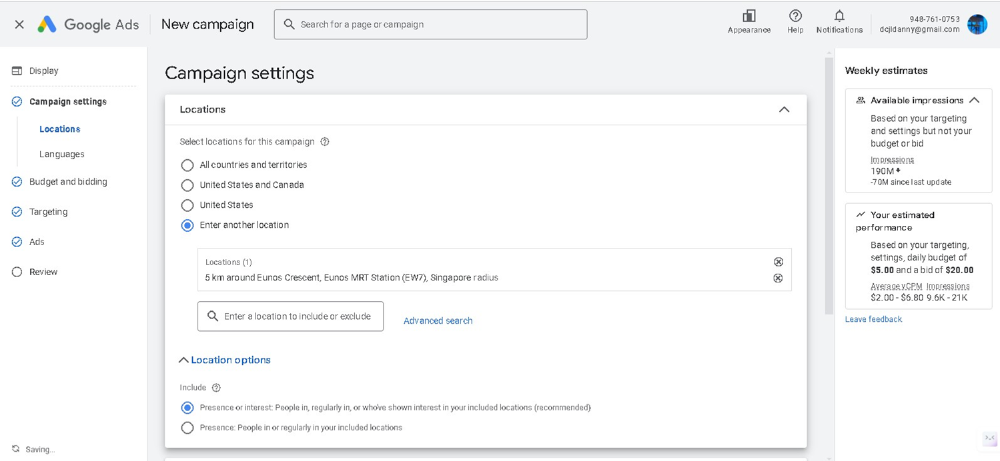 Google Ads
New campaign
Search for a page or campaign
Appearance
Help
Notifications
948-761-0753
dcjldanny@gmail.com
Display
Campaign settings
Locations
Languages
Budget and bidding
Targeting
Ads
Review
Saving...
Campaign settings
Locations
Select locations for this campaign
All countries and territories
United States and Canada
United States
Enter another location
Locations (1)
5 km around Eunos Crescent, Eunos MRT Station (EW7), Singapore radius
Enter a location to include or exclude
Advanced search
Location options
Include
Presence or interest: People in, regularly in, or who've shown interest in your included locations (recommended)
Presence: People in or regularly in your included locations
Weekly estimates
Available impressions
Based on your targeting
and settings but not your
budget or bid
Impressions
190M
-70M since last update
Your estimated
performance
Based on your targeting,
settings, daily budget of
$5.00 and a bid of $20.00
Average vCPM Impressions
$2.00 - $6.80 9.6K - 21K
Leave feedback